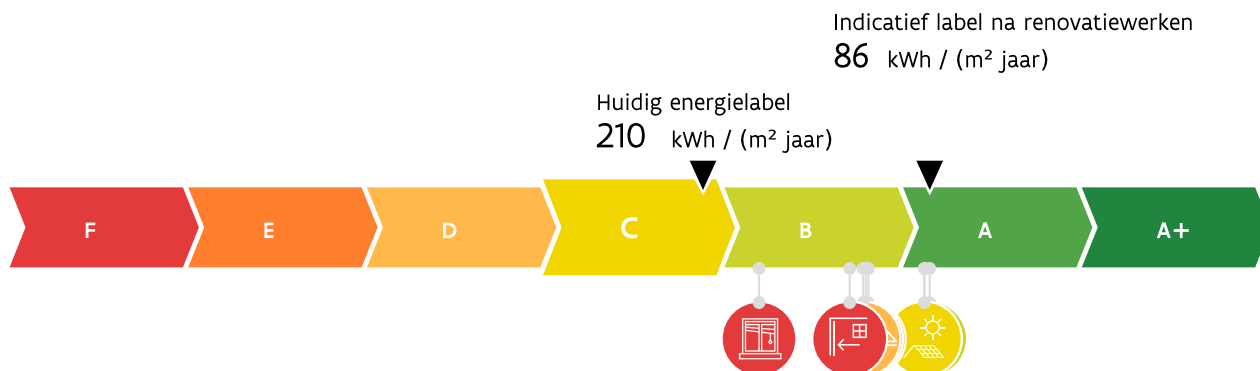 Indicatief label na renovatiewerken
86 kWh / (m² jaar)
Huidig energielabel
210 kWh / (m² jaar)
F E D C B A A+